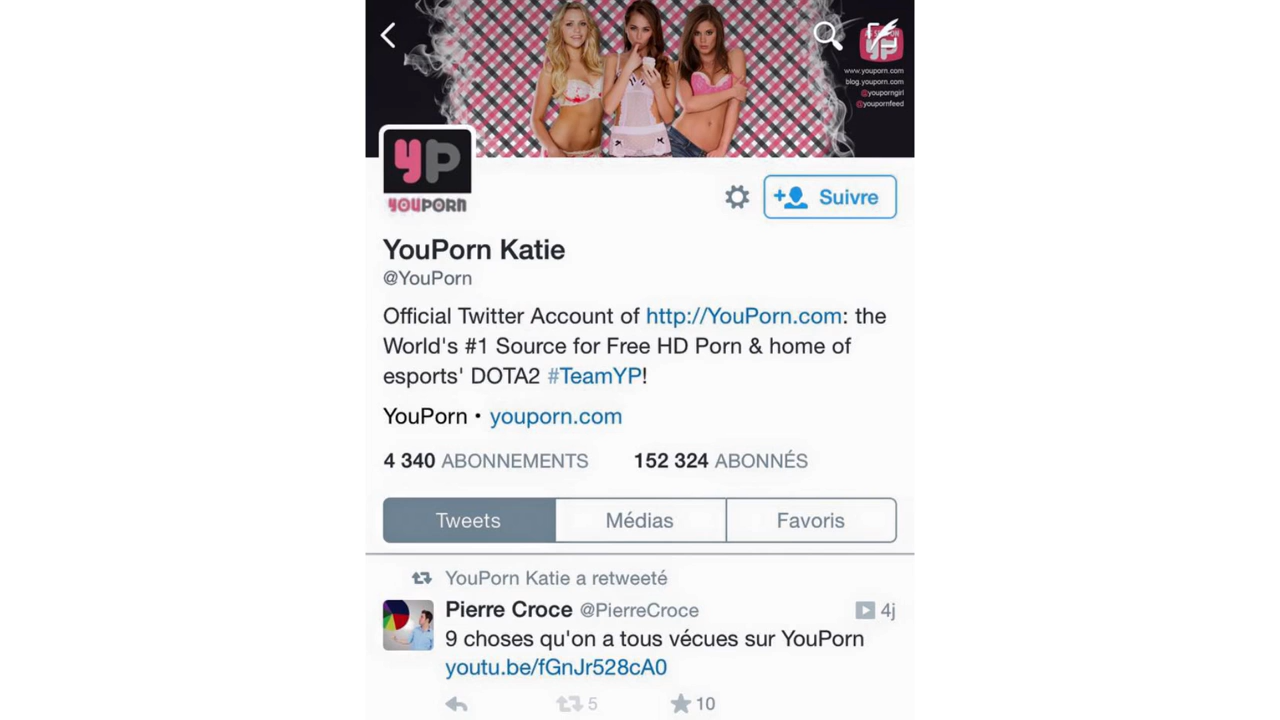 www.youporn.com
blog.youporn.com
@youporngirl
@youpornfeed
YP
YOUPORN
Suivre
YouPorn Katie
@YouPorn
Official Twitter Account of http://YouPorn.com: the
World's #1 Source for Free HD Porn & home of
esports' DOTA2 #TeamYP!
YouPorn • youporn.com
4 340 ABONNEMENTS 152 324 ABONNÉS
Tweets Médias Favoris
YouPorn Katie a retweeté
Pierre Croce @PierreCroce 4j
9 choses qu'on a tous vécues sur YouPorn
youtu.be/fGnJr528cA0
5 10